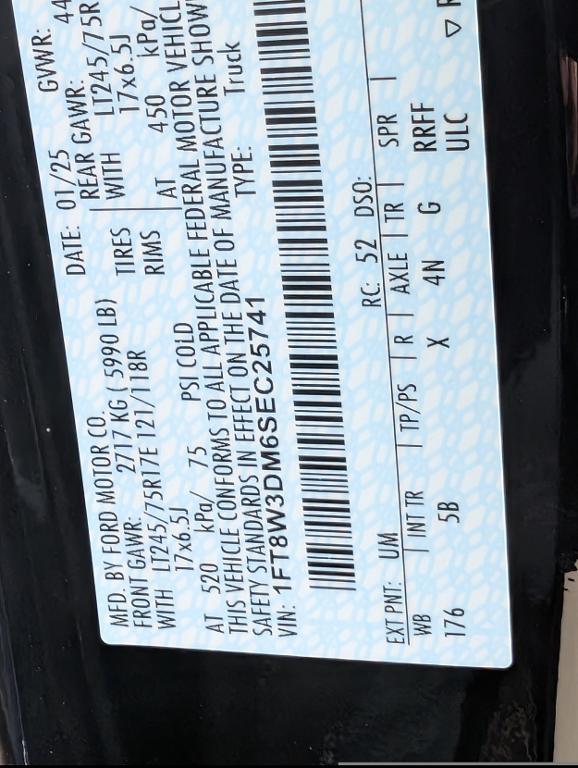 MFD. BY FORD MOTOR CO.
DATE: 01/25 GVWR: 44
FRONT GAWR: 2717 KG ( 5990 LB) REAR GAWR:
WITH LT245/75R17E 121/118R TIRES WITH LT245/75R
17x6.5J RIMS 17x6.5J
AT 520 kPa/ 75 PSI COLD AT 450 kPa/
THIS VEHICLE CONFORMS TO ALL APPLICABLE FEDERAL MOTOR VEHICL
SAFETY STANDARDS IN EFFECT ON THE DATE OF MANUFACTURE SHOW
VIN: 1FT8W3DM6SEC25741 TYPE: Truck
EXT PNT: UM RC: 52 DSO:
WB INT TR TP/PS R AXLE TR SPR
176 5B X 4N G RRFF
ULC